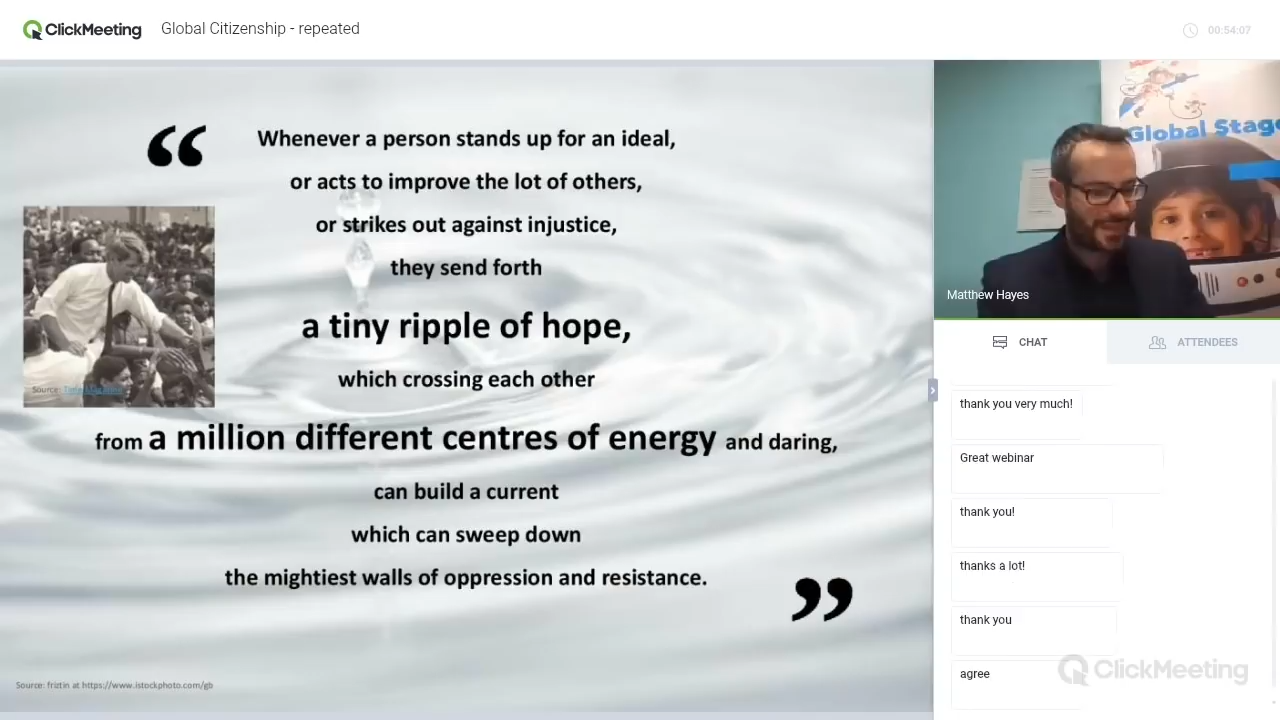 ClickMeeting
Global Citizenship - repeated
00:54:07
“
Whenever a person stands up for an ideal,
or acts to improve the lot of others,
or strikes out against injustice,
they send forth
a tiny ripple of hope,
which crossing each other
from a million different centres of energy and daring,
can build a current
which can sweep down
the mightiest walls of oppression and resistance.
”
Source:
Source: friztin at https://www.istockphoto.com/gb
Global Stage
Matthew Hayes
CHAT
ATTENDEES
thank you very much!
Great webinar
thank you!
thanks a lot!
thank you
agree
ClickMeeting